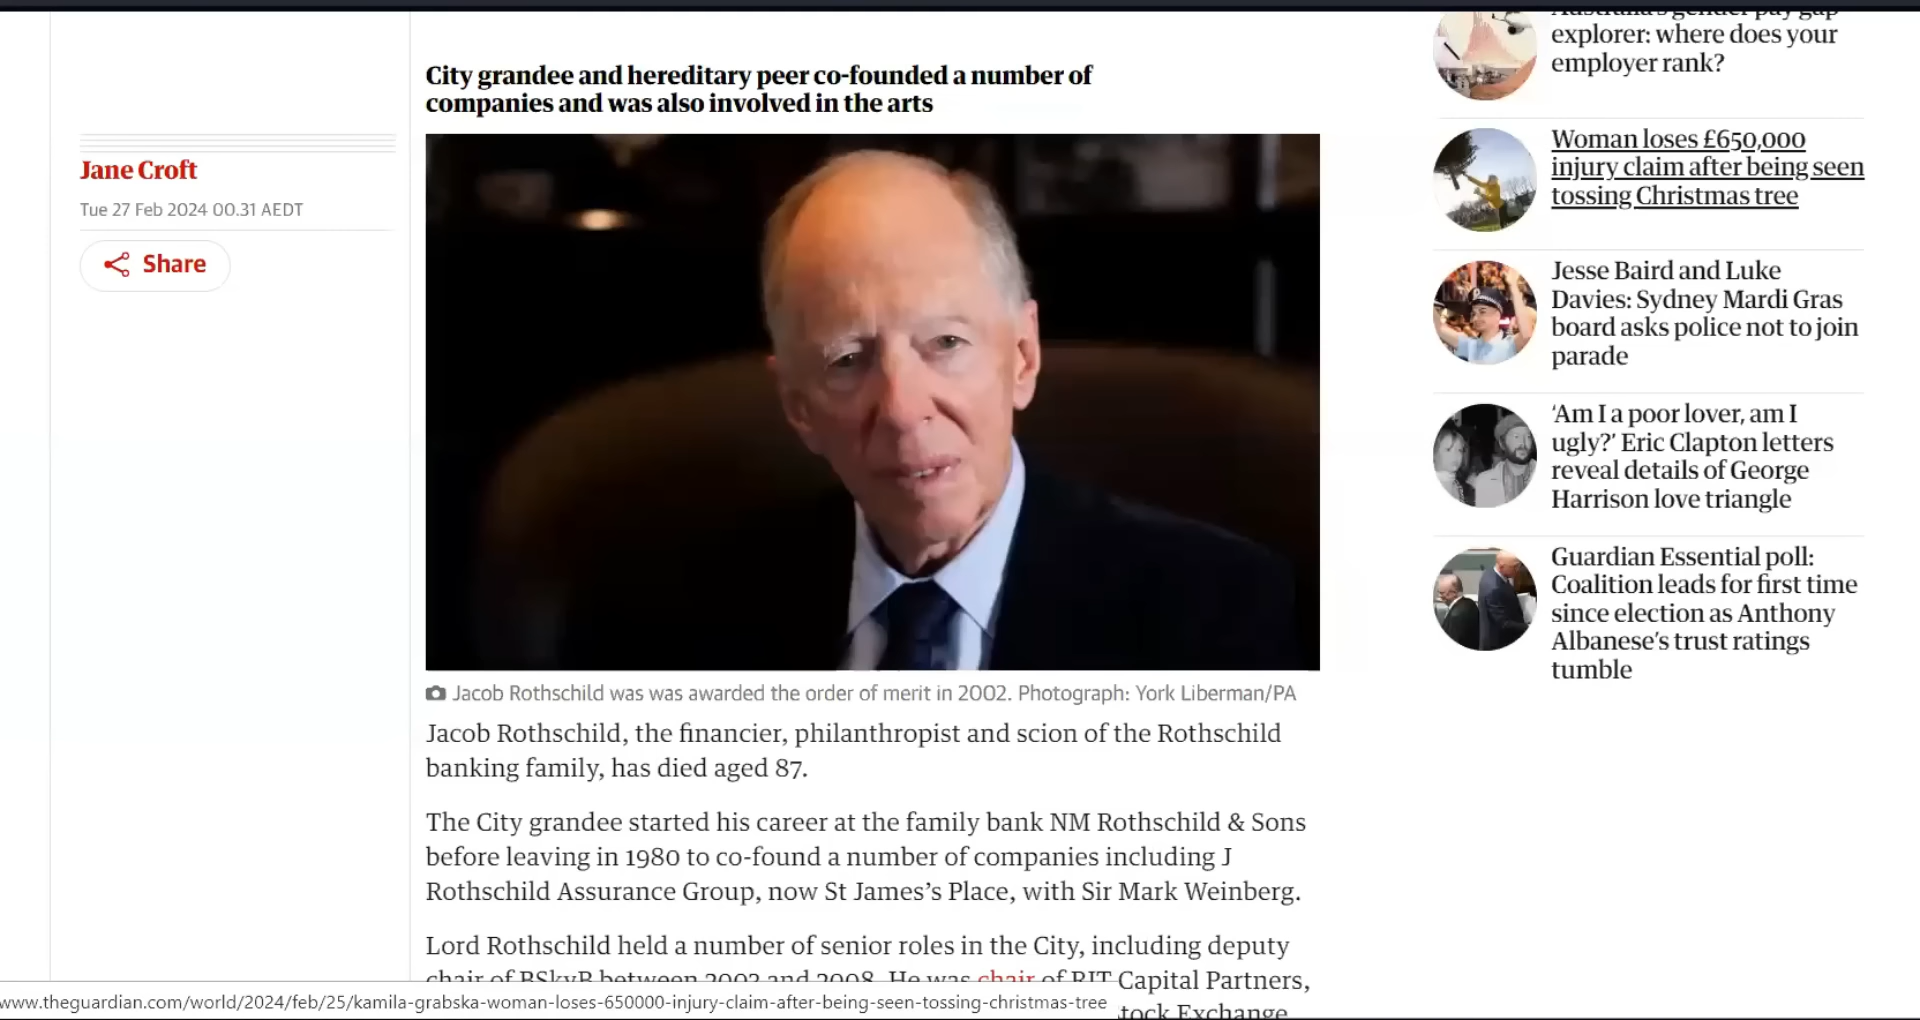 City grandee and hereditary peer co-founded a number of
companies and was also involved in the arts
Jane Croft
Tue 27 Feb 2024 00.31 AEDT
Share
Jacob Rothschild was was awarded the order of merit in 2002. Photograph: York Liberman/PA
Jacob Rothschild, the financier, philanthropist and scion of the Rothschild
banking family, has died aged 87.
The City grandee started his career at the family bank NM Rothschild & Sons
before leaving in 1980 to co-found a number of companies including J
Rothschild Assurance Group, now St James’s Place, with Sir Mark Weinberg.
Lord Rothschild held a number of senior roles in the City, including deputy
chair of BSkyB between 2003 and 2008. He was chair of RIT Capital Partners,
tock Exchange
Australia's gender pay gap
explorer: where does your
employer rank?
Woman loses £650,000
injury claim after being seen
tossing Christmas tree
Jesse Baird and Luke
Davies: Sydney Mardi Gras
board asks police not to join
parade
‘Am I a poor lover, am I
ugly?’ Eric Clapton letters
reveal details of George
Harrison love triangle
Guardian Essential poll:
Coalition leads for first time
since election as Anthony
Albanese’s trust ratings
tumble
www.theguardian.com/world/2024/feb/25/kamila-grabska-woman-loses-650000-injury-claim-after-being-seen-tossing-christmas-tree